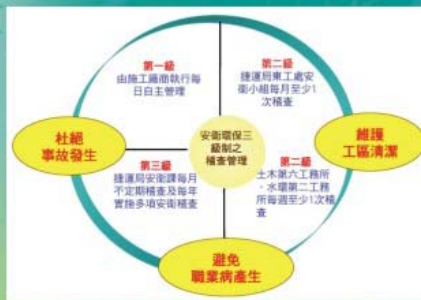 第一級
由施工廠商執行每
日自主管理
第二級
捷運局東工處安
衛小組每月至少1
次稽查
杜絕
事故發生
安衛環保三
級制之
稽查管理
維護
工區清潔
第三級
捷運局安衛課每月
不定期稽查及每年
實施多項安衛稽查
第二級
土木第六工務所
、水環第二工務
所每週至少1次稽
查
避免
職業病產生